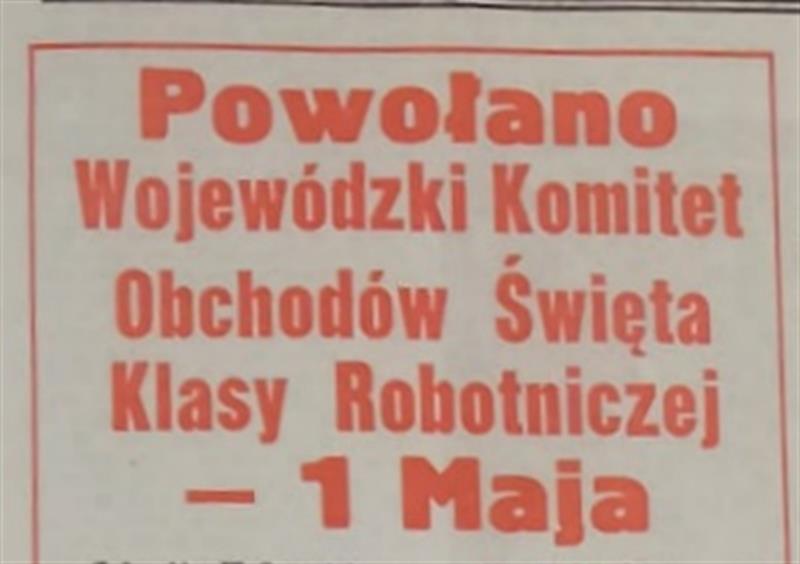 Powołano
Wojewódzki Komitet
Obchodów Święta
Klasy Robotniczej
— 1 Maja